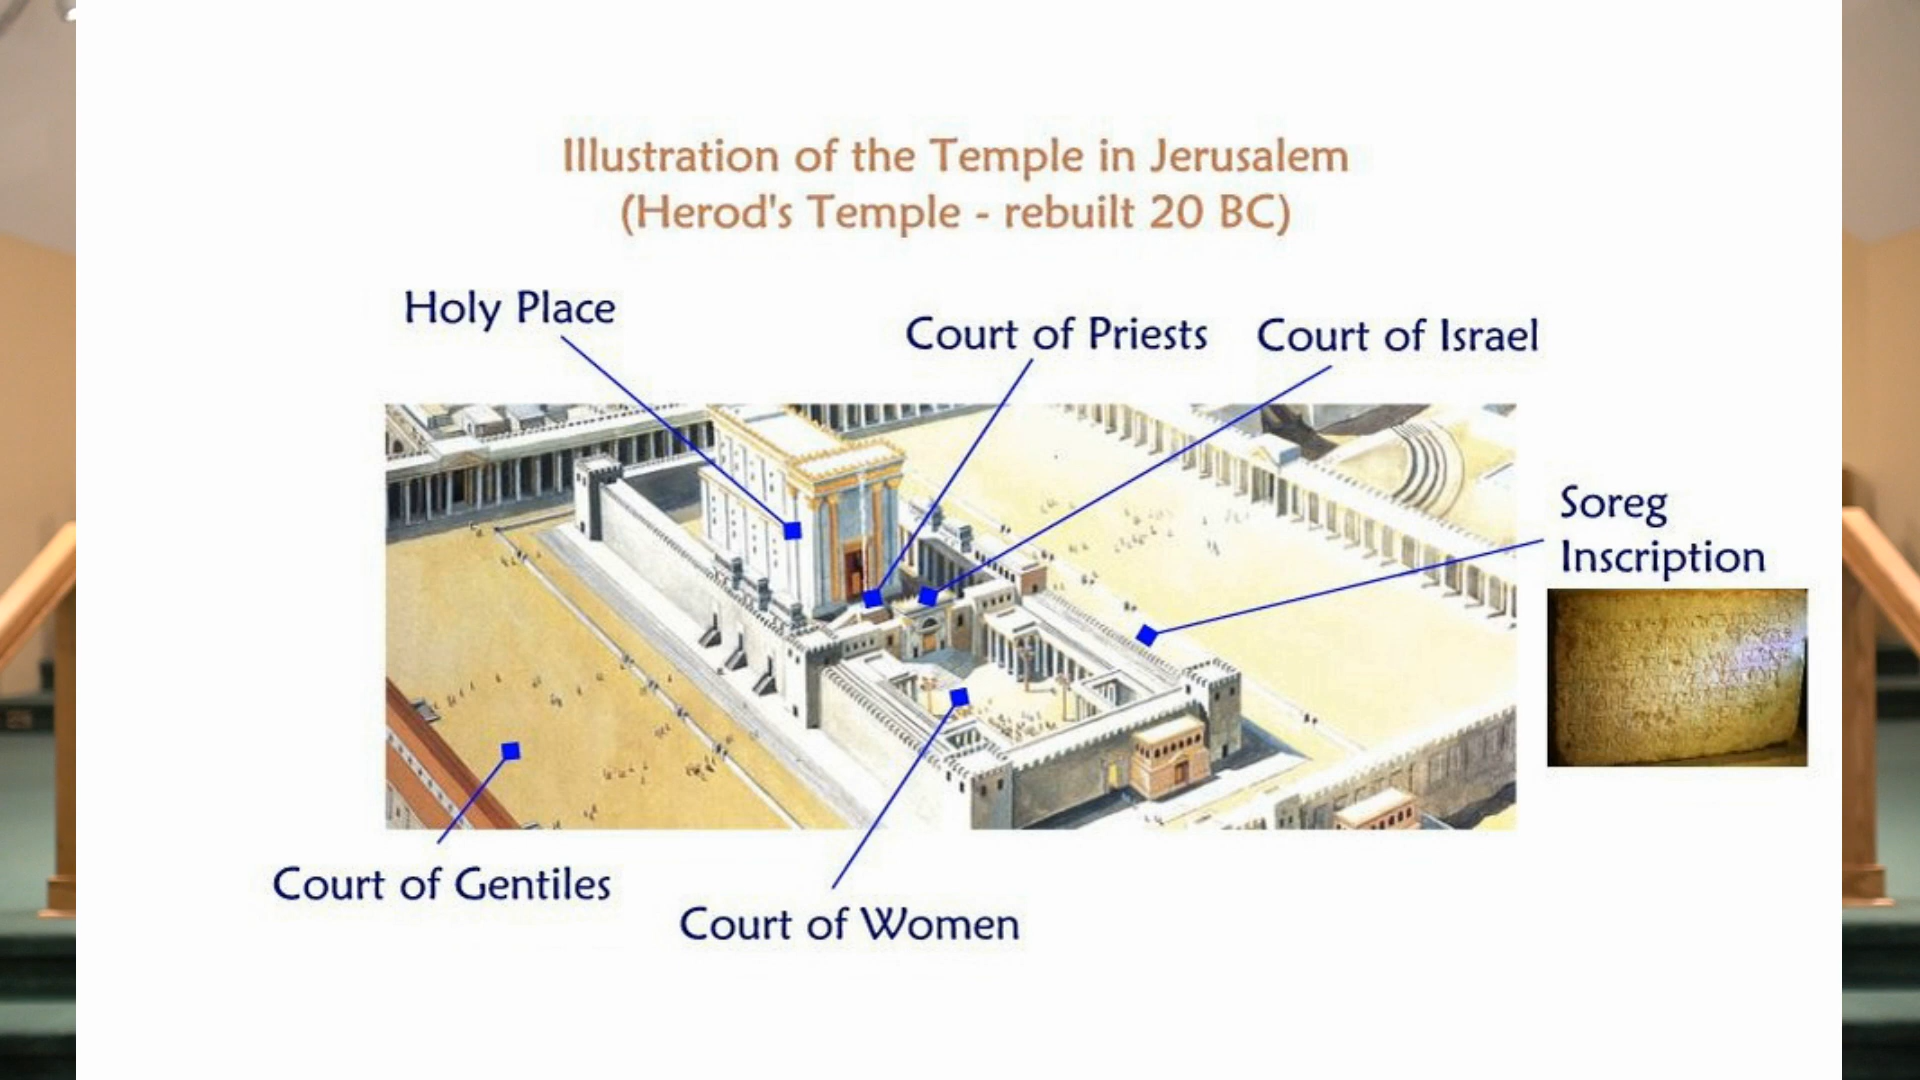 Illustration of the Temple in Jerusalem
(Herod's Temple - rebuilt 20 BC)
Holy Place
Court of Priests
Court of Israel
Soreg
Inscription
Court of Gentiles
Court of Women